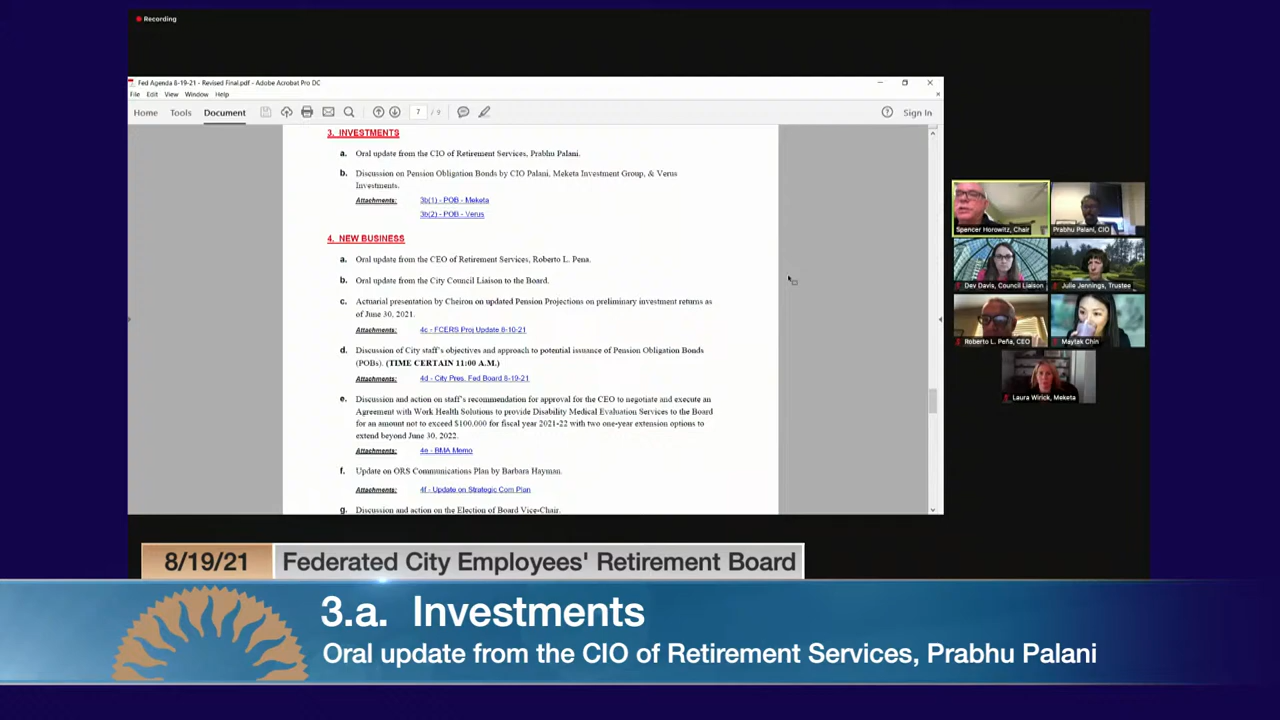 Recording
Fed Agenda 8-19-21 - Revised Final.pdf - Adobe Acrobat Pro DC
File Edit View Window Help
Home Tools Document 7 / 9 Sign In
3. INVESTMENTS
a. Oral update from the CIO of Retirement Services, Prabhu Palani.
b. Discussion on Pension Obligation Bonds by CIO Palani, Meketa Investment Group, & Verus
Investments.
Attachments: 3b(1) - POB - Meketa
3b(2) - POB - Verus
4. NEW BUSINESS
a. Oral update from the CEO of Retirement Services, Roberto L. Pena.
b. Oral update from the City Council Liaison to the Board.
c. Actuarial presentation by Cheiron on updated Pension Projections on preliminary investment returns as
of June 30, 2021.
Attachments: 4c - FCERS Proj Update 8-10-21
d. Discussion of City staff's objectives and approach to potential issuance of Pension Obligation Bonds
(POBs). (TIME CERTAIN 11:00 A.M.)
Attachments: 4d - City Pres. Fed Board 8-19-21
e. Discussion and action on staff's recommendation for approval for the CEO to negotiate and execute an
Agreement with Work Health Solutions to provide Disability Medical Evaluation Services to the Board
for an amount not to exceed $100,000 for fiscal year 2021-22 with two one-year extension options to
extend beyond June 30, 2022.
Attachments: 4e - BMA Memo
f. Update on ORS Communications Plan by Barbara Hayman.
Attachments: 4f - Update on Strategic Com Plan
g. Discussion and action on the Election of Board Vice-Chair.
Spencer Horowitz, Chair
Prabhu Palani, CIO
Dev Davis, Council Liaison
Julie Jennings, Trustee
Roberto L. Peña, CEO
Maytak Chin
Laura Wirick, Meketa
8/19/21 Federated City Employees' Retirement Board
3.a. Investments
Oral update from the CIO of Retirement Services, Prabhu Palani